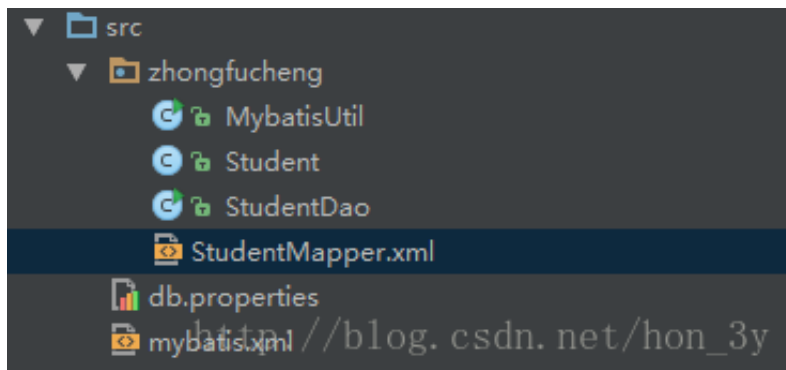 src
zhongfucheng
MybatisUtil
Student
StudentDao
StudentMapper.xml
db.properties
mybatis.xml
http://blog.csdn.net/hon_3y